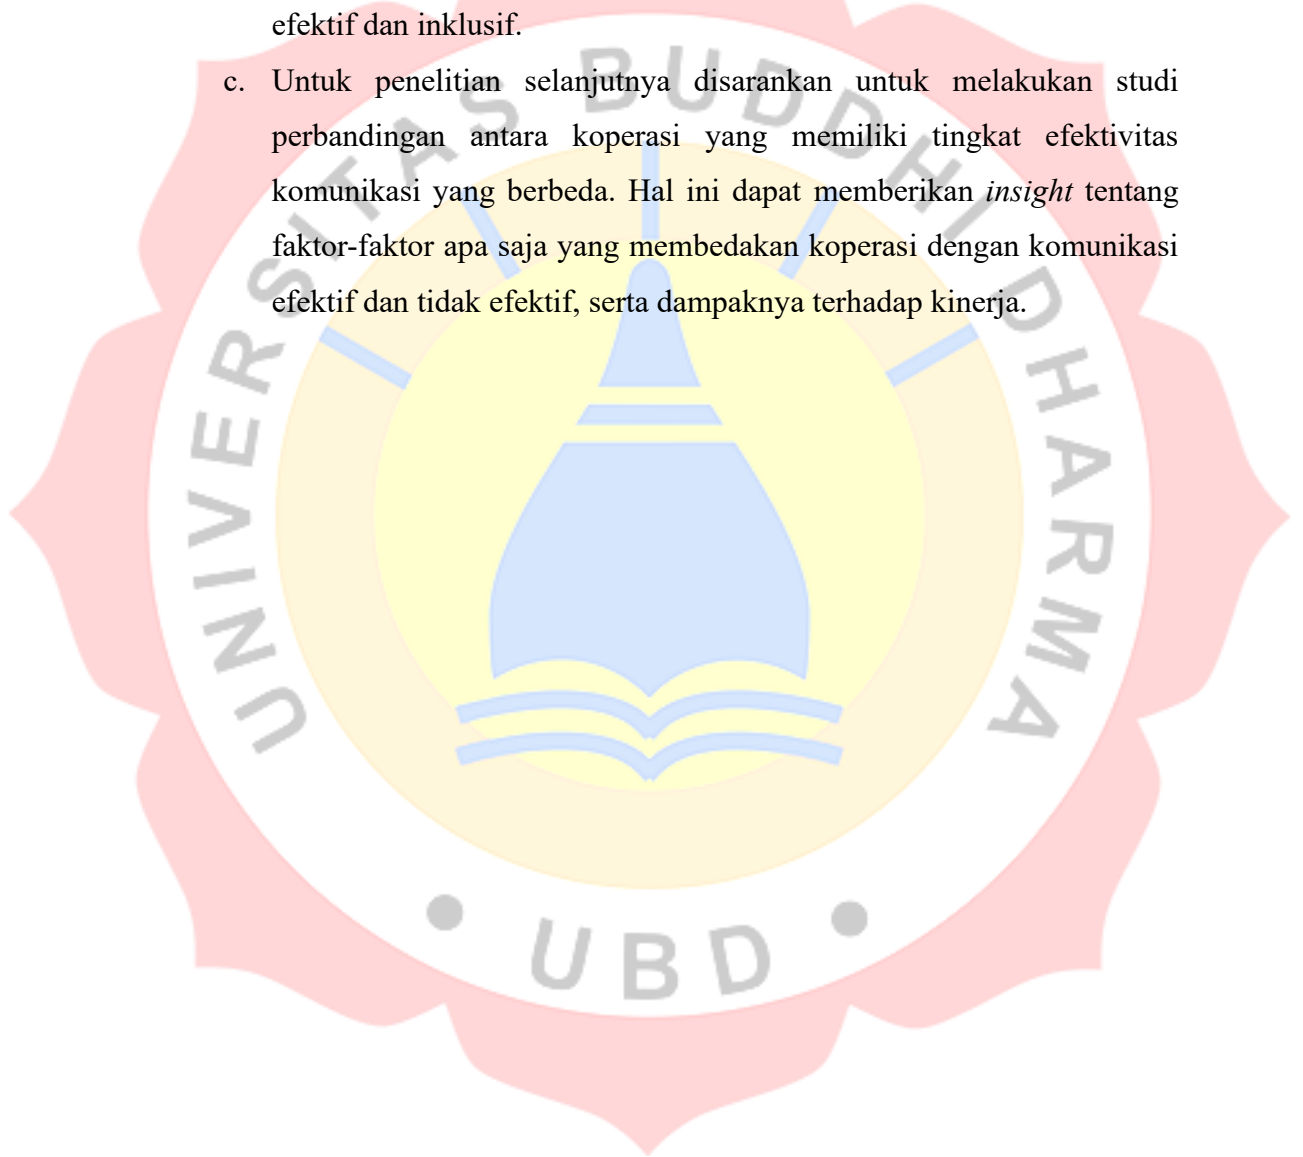 efektif dan inklusif.
c. Untuk penelitian selanjutnya disarankan untuk melakukan studi
perbandingan antara koperasi yang memiliki tingkat efektivitas
komunikasi yang berbeda. Hal ini dapat memberikan insight tentang
faktor-faktor apa saja yang membedakan koperasi dengan komunikasi
efektif dan tidak efektif, serta dampaknya terhadap kinerja.
UNIVERSITAS BUDDHI DHARMA
• UBD •